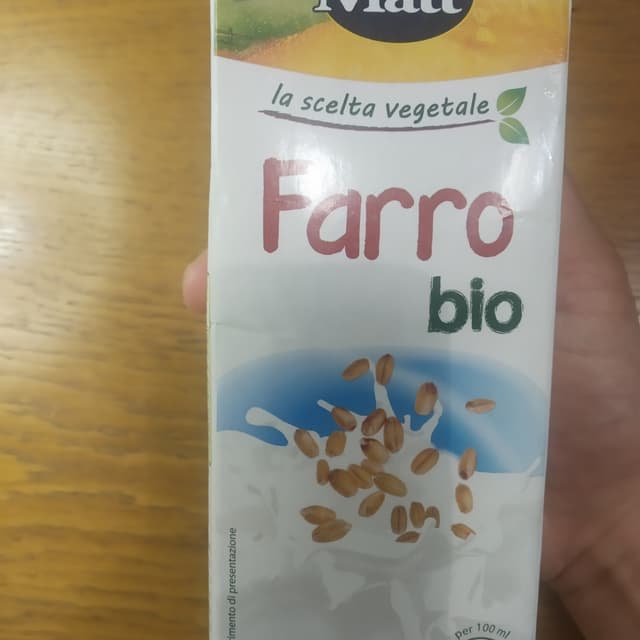 Matt
la scelta vegetale
Farro
bio
per 100 ml